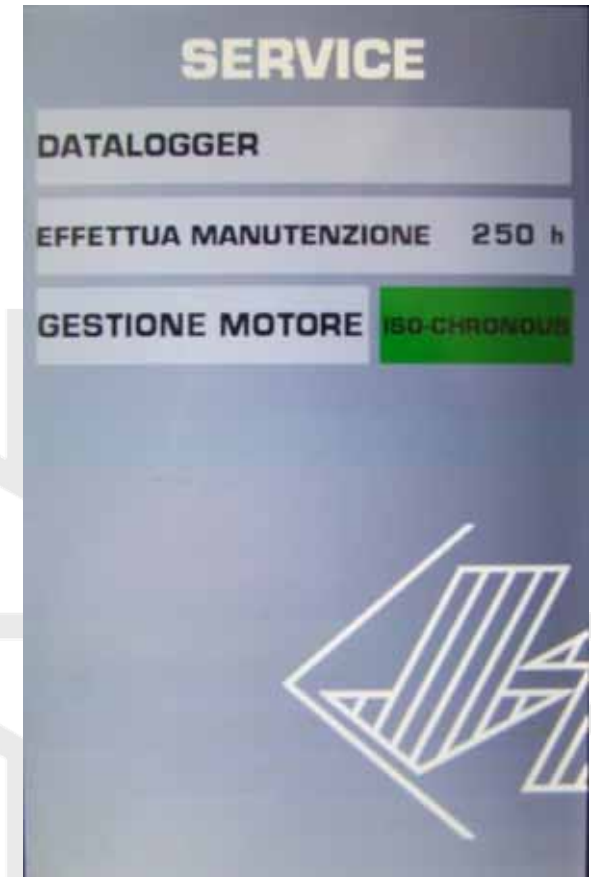 SERVICE
DATALOGGER
EFFETTUA MANUTENZIONE 250 h
GESTIONE MOTORE ISO-CHRONOUS